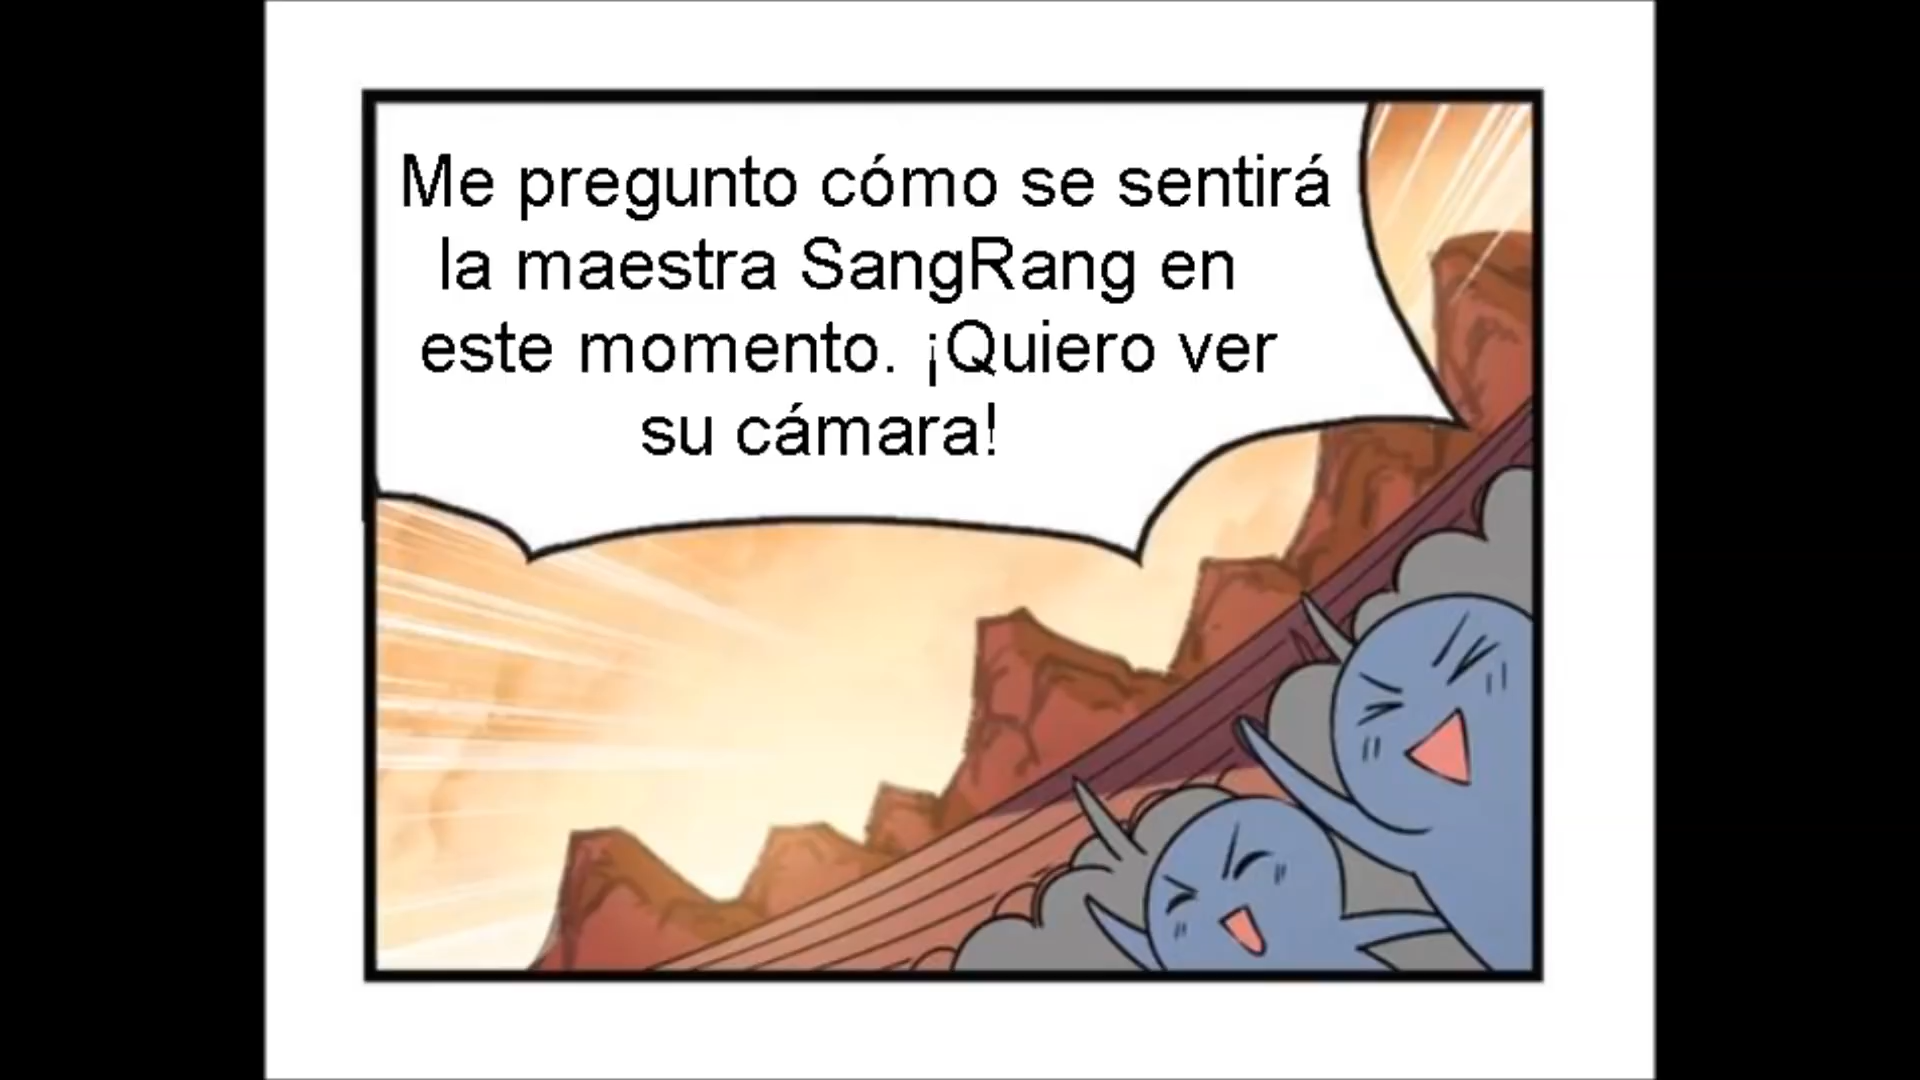 Me pregunto cómo se sentirá
la maestra SangRang en
este momento. ¡Quiero ver
su cámara!